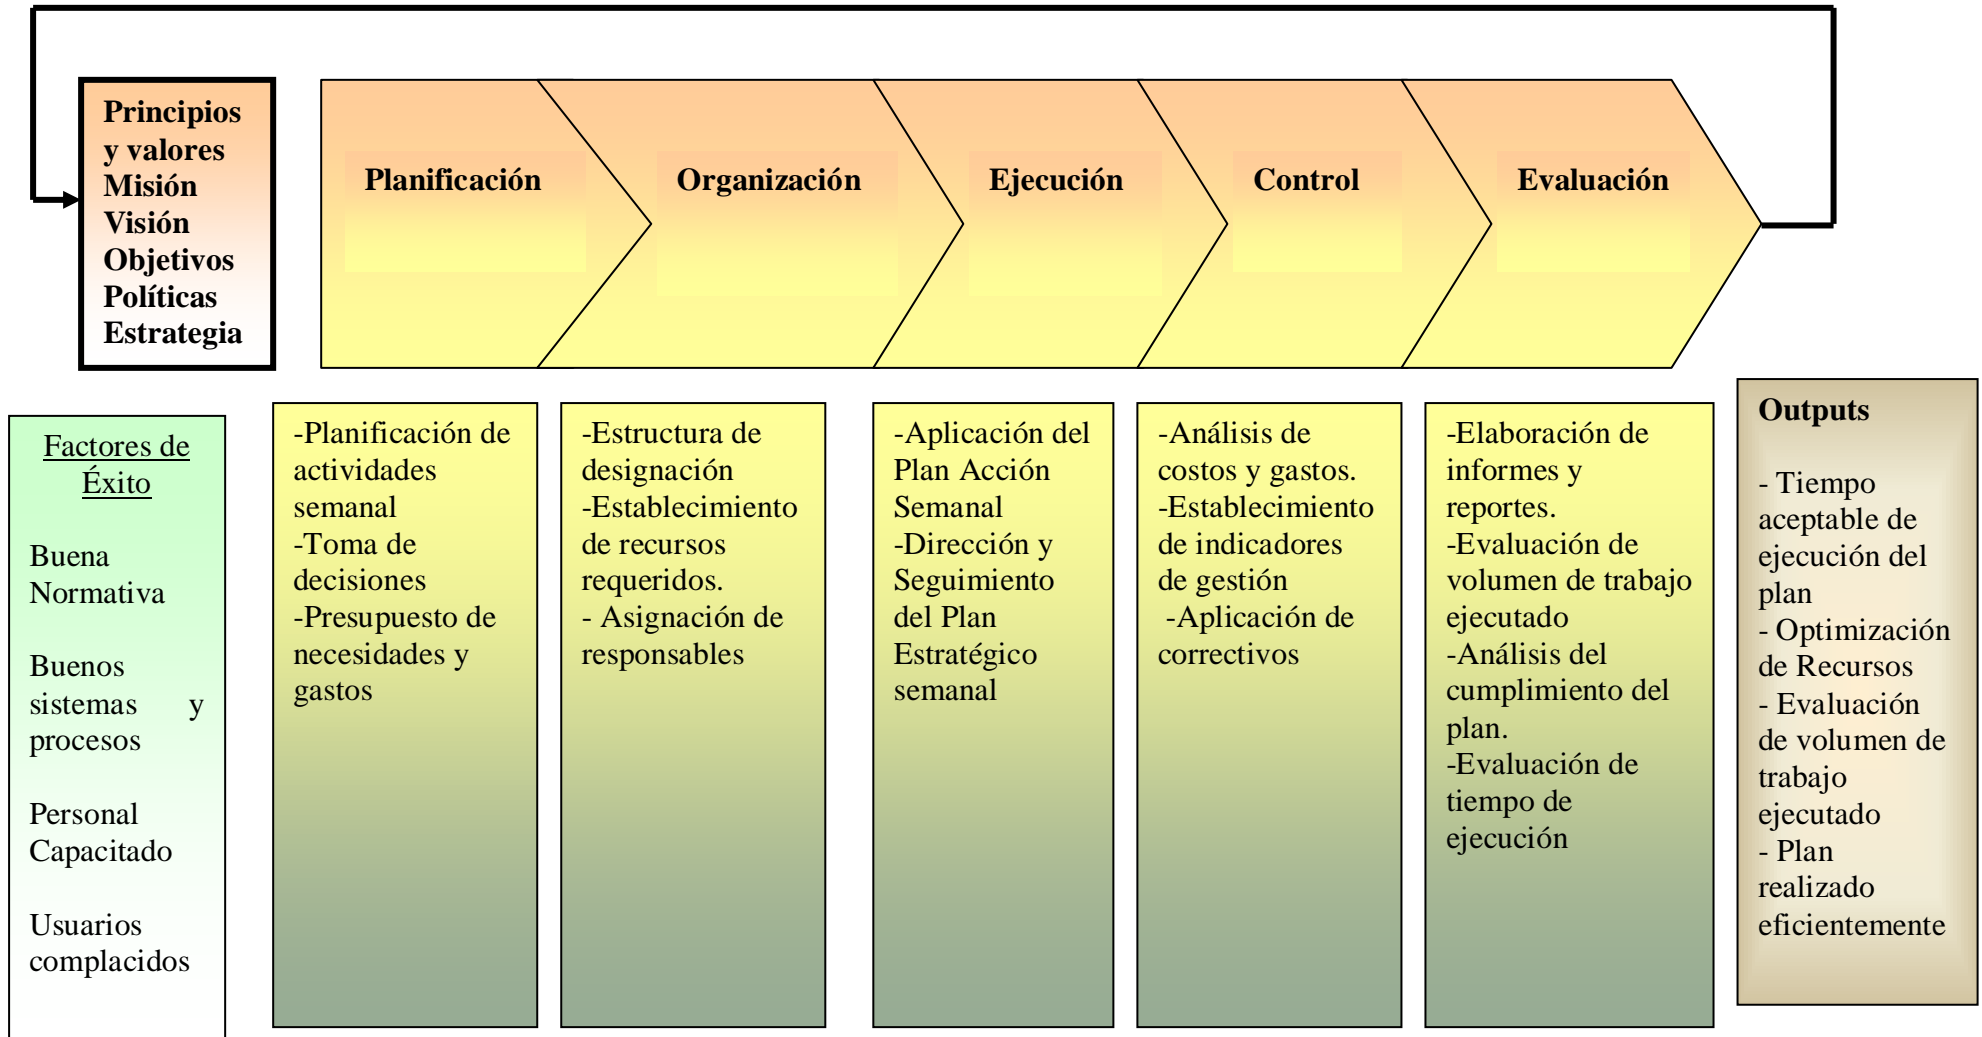 Principios
y valores
Misión
Visión
Objetivos
Políticas
Estrategia
Planificación
Organización
Ejecución
Control
Evaluación
Factores de
Éxito
Buena
Normativa
Buenos
sistemas y
procesos
Personal
Capacitado
Usuarios
complacidos
-Planificación de
actividades
semanal
-Toma de
decisiones
-Presupuesto de
necesidades y
gastos
-Estructura de
designación
-Establecimiento
de recursos
requeridos.
- Asignación de
responsables
-Aplicación del
Plan Acción
Semanal
-Dirección y
Seguimiento
del Plan
Estratégico
semanal
-Análisis de
costos y gastos.
-Establecimiento
de indicadores
de gestión
-Aplicación de
correctivos
-Elaboración de
informes y
reportes.
-Evaluación de
volumen de trabajo
ejecutado
-Análisis del
cumplimiento del
plan.
-Evaluación de
tiempo de
ejecución
Outputs
- Tiempo
aceptable de
ejecución del
plan
- Optimización
de Recursos
- Evaluación
de volumen de
trabajo
ejecutado
- Plan
realizado
eficientemente